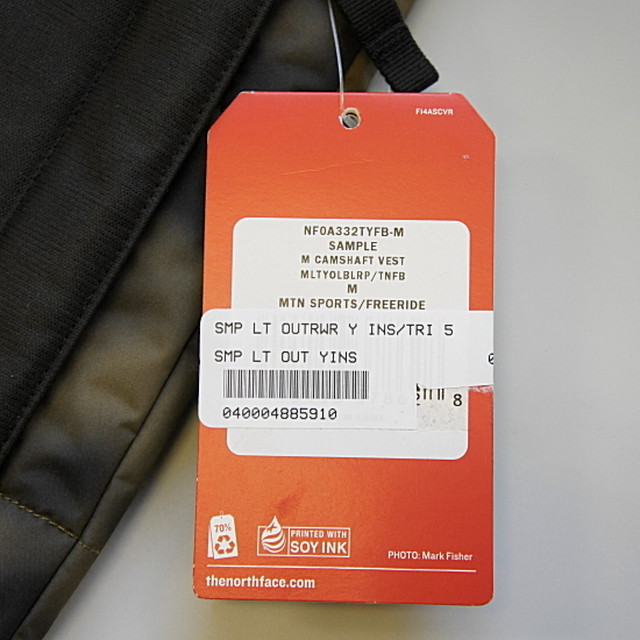 FI4ASCVR
NF0A332TYFB-M
SAMPLE
M CAMSHAFT VEST
MLTYOLBLRP/TNFB
M
MTN SPORTS/FREERIDE
SMP LT OUTRWR Y INS/TRI 5
SMP LT OUT YINS
040004885910
8
70%
PRINTED WITH
SOY INK
PHOTO: Mark Fisher
thenorthface.com